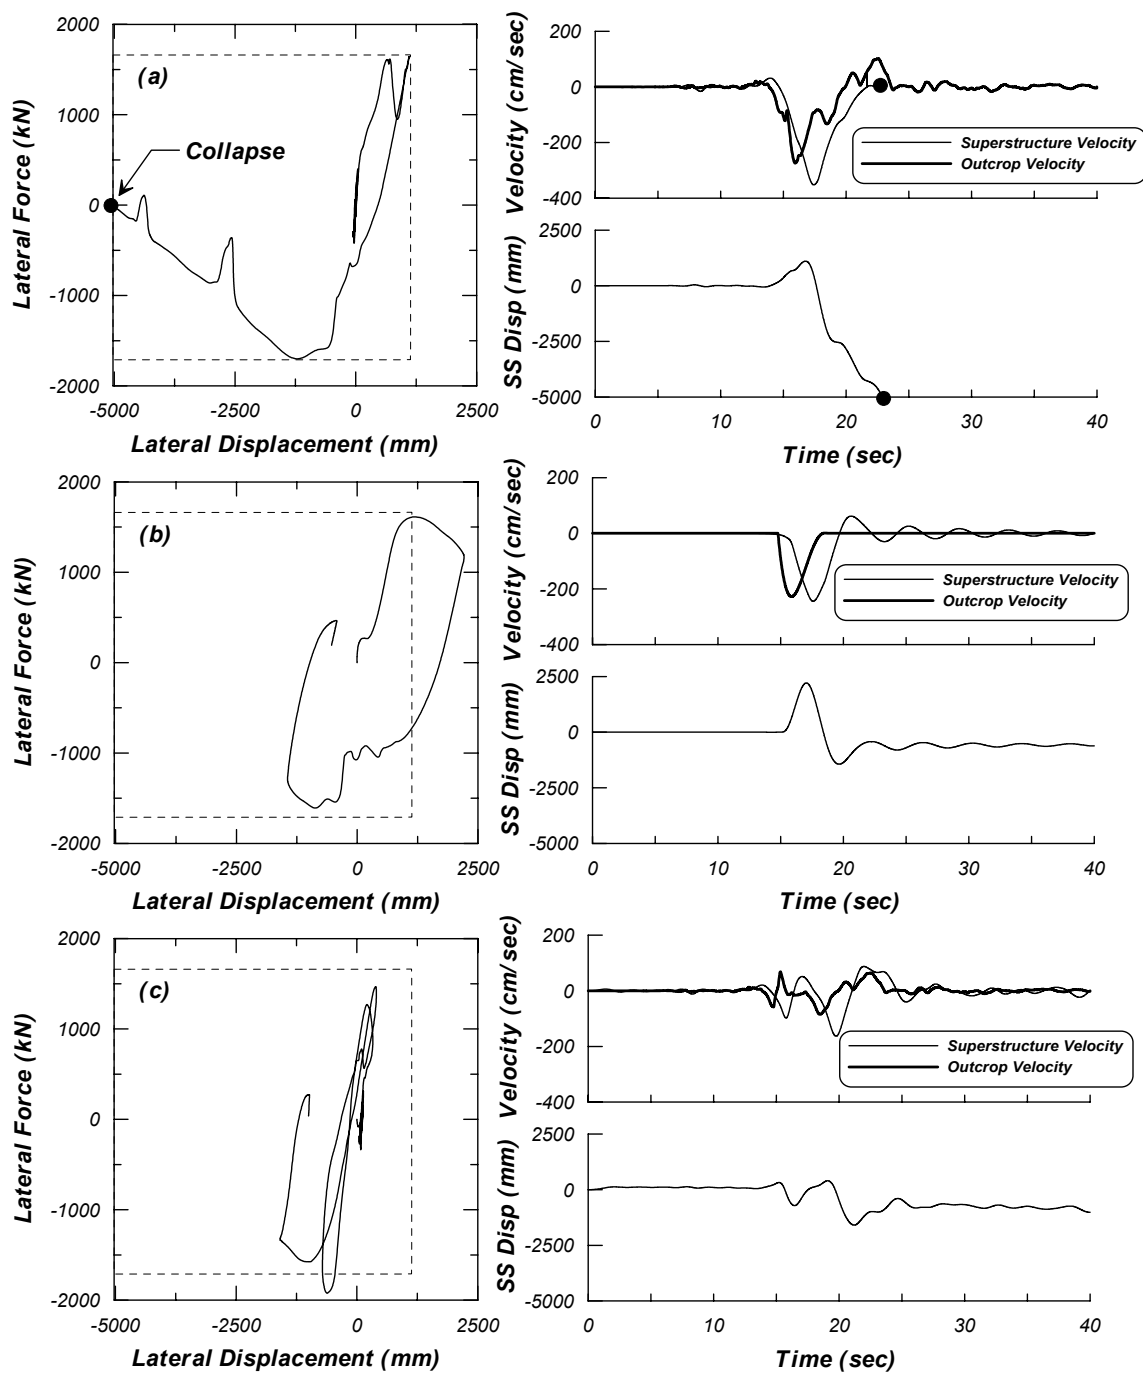 2000
1000
0
-1000
-2000
Lateral Force (kN)
(a)
Collapse
-5000
-2500
0
2500
Lateral Displacement (mm)
200
0
-200
-400
Velocity (cm/sec)
Superstructure Velocity
Outcrop Velocity
2500
0
-2500
-5000
SS Disp (mm)
0
10
20
30
40
Time (sec)
2000
1000
0
-1000
-2000
Lateral Force (kN)
(b)
-5000
-2500
0
2500
Lateral Displacement (mm)
200
0
-200
-400
Velocity (cm/sec)
Superstructure Velocity
Outcrop Velocity
2500
0
-2500
-5000
SS Disp (mm)
0
10
20
30
40
Time (sec)
2000
1000
0
-1000
-2000
Lateral Force (kN)
(c)
-5000
-2500
0
2500
Lateral Displacement (mm)
200
0
-200
-400
Velocity (cm/sec)
Superstructure Velocity
Outcrop Velocity
2500
0
-2500
-5000
SS Disp (mm)
0
10
20
30
40
Time (sec)